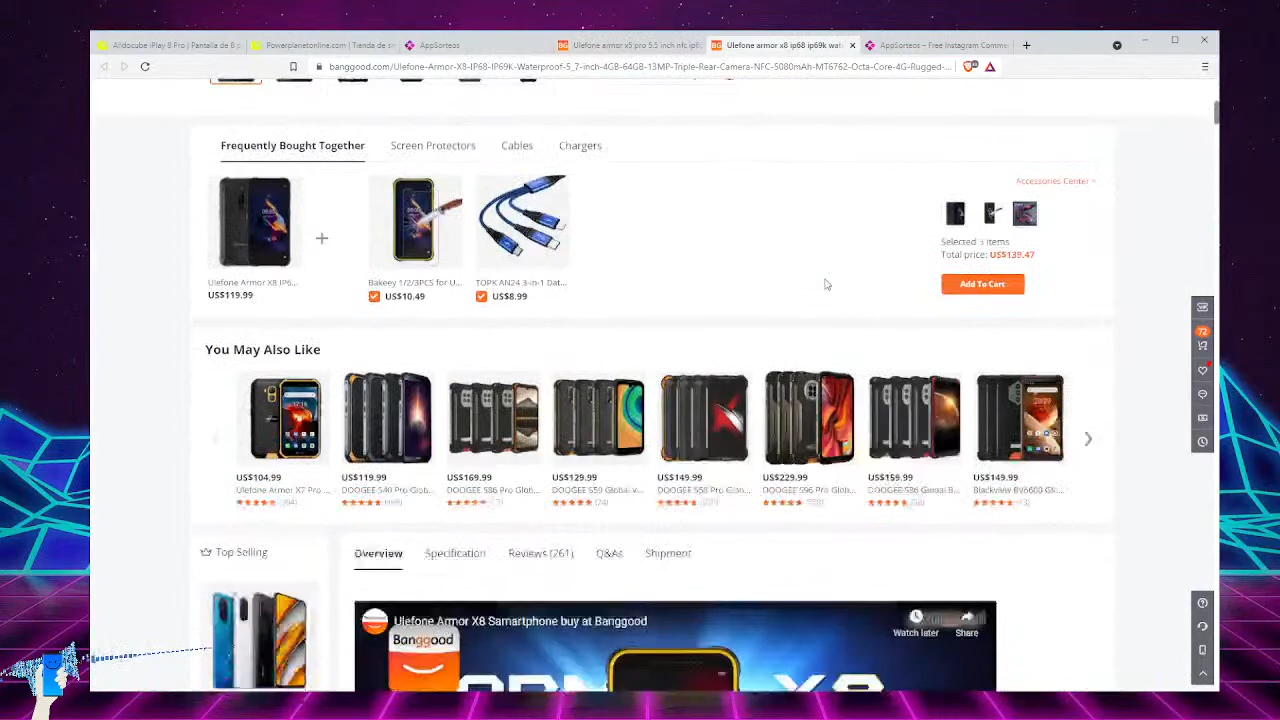 Alldocube iPlay 8 Pro | Pantalla de 8 p
Powerplanetonline.com | Tienda de s
AppSorteos
Ulefone armor x5 pro 5.5 inch nfc ip6
Ulefone armor x8 ip68 ip69k wat
AppSorteos – Free Instagram Comme
banggood.com/Ulefone-Armor-X8-IP68-IP69K-Waterproof-5_7-inch-4GB-64GB-13MP-Triple-Rear-Camera-NFC-5080mAh-MT6762-Octa-Core-4G-Rugged-...
Frequently Bought Together
Screen Protectors
Cables
Chargers
Accessories Center >
Selected 3 items
Total price: US$139.47
Add To Cart
Ulefone Armor X8 IP6...
US$119.99
Bakeey 1/2/3PCS for U...
US$10.49
TOPK AN24 3-in-1 Dat...
US$8.99
72
You May Also Like
US$104.99
US$119.99
US$169.99
US$129.99
US$149.99
US$229.99
US$159.99
US$149.99
Ulefone Armor X7 Pro ...
DOOGEE S40 Pro Glob...
DOOGEE S86 Pro Glob...
DOOGEE S59 Global V...
DOOGEE S58 Pro Glob...
DOOGEE S96 Pro Glob...
DOOGEE S86 Global B...
Blackview BV6600 Glo...
Top Selling
Overview
Specification
Reviews (261)
Q&As
Shipment
Ulefone Armor X8 Samartphone buy at Banggood
Watch later
Share
Banggood